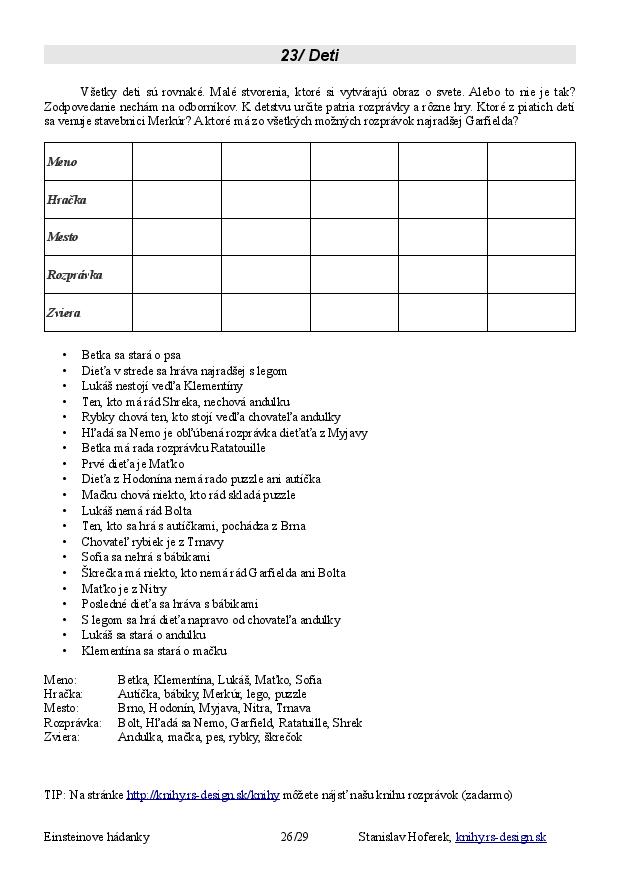 23/ Deti
Všetky deti sú rovnaké. Malé stvorenia, ktoré si vytvárajú obraz o svete. Alebo to nie je tak?
Zodpovedanie nechám na odborníkov. K detstvu určite patria rozprávky a rôzne hry. Ktoré z piatich detí
sa venuje stavebnici Merkúr? A ktoré má zo všetkých možných rozprávok najradšej Garfielda?
Meno
Hračka
Mesto
Rozprávka
Zviera
• Betka sa stará o psa
• Dieťa v strede sa hráva najradšej s legom
• Lukáš nestojí vedľa Klementíny
• Ten, kto má rád Shreka, nechová andulku
• Rybky chová ten, kto stojí vedľa chovateľa andulky
• Hľadá sa Nemo je obľúbená rozprávka dieťaťa z Myjavy
• Betka má rada rozprávku Ratatouille
• Prvé dieťa je Maťko
• Dieťa z Hodonína nemá rado puzzle ani autíčka
• Mačku chová niekto, kto rád skladá puzzle
• Lukáš nemá rád Bolta
• Ten, kto sa hrá s autíčkami, pochádza z Brna
• Chovateľ rybiek je z Trnavy
• Sofia sa nehrá s bábikami
• Škrečka má niekto, kto nemá rád Garfielda ani Bolta
• Maťko je z Nitry
• Posledné dieťa sa hráva s bábikami
• S legom sa hrá dieťa napravo od chovateľa andulky
• Lukáš sa stará o andulku
• Klementína sa stará o mačku
Meno: Betka, Klementína, Lukáš, Maťko, Sofia
Hračka: Autíčka, bábiky, Merkúr, lego, puzzle
Mesto: Brno, Hodonín, Myjava, Nitra, Trnava
Rozprávka: Bolt, Hľadá sa Nemo, Garfield, Ratatuille, Shrek
Zviera: Andulka, mačka, pes, rybky, škrečok
TIP: Na stránke http://knihy.rs-design.sk/knihy môžete nájsť našu knihu rozprávok (zadarmo)
Einsteinove hádanky 26/29 Stanislav Hoferek, knihy.rs-design.sk